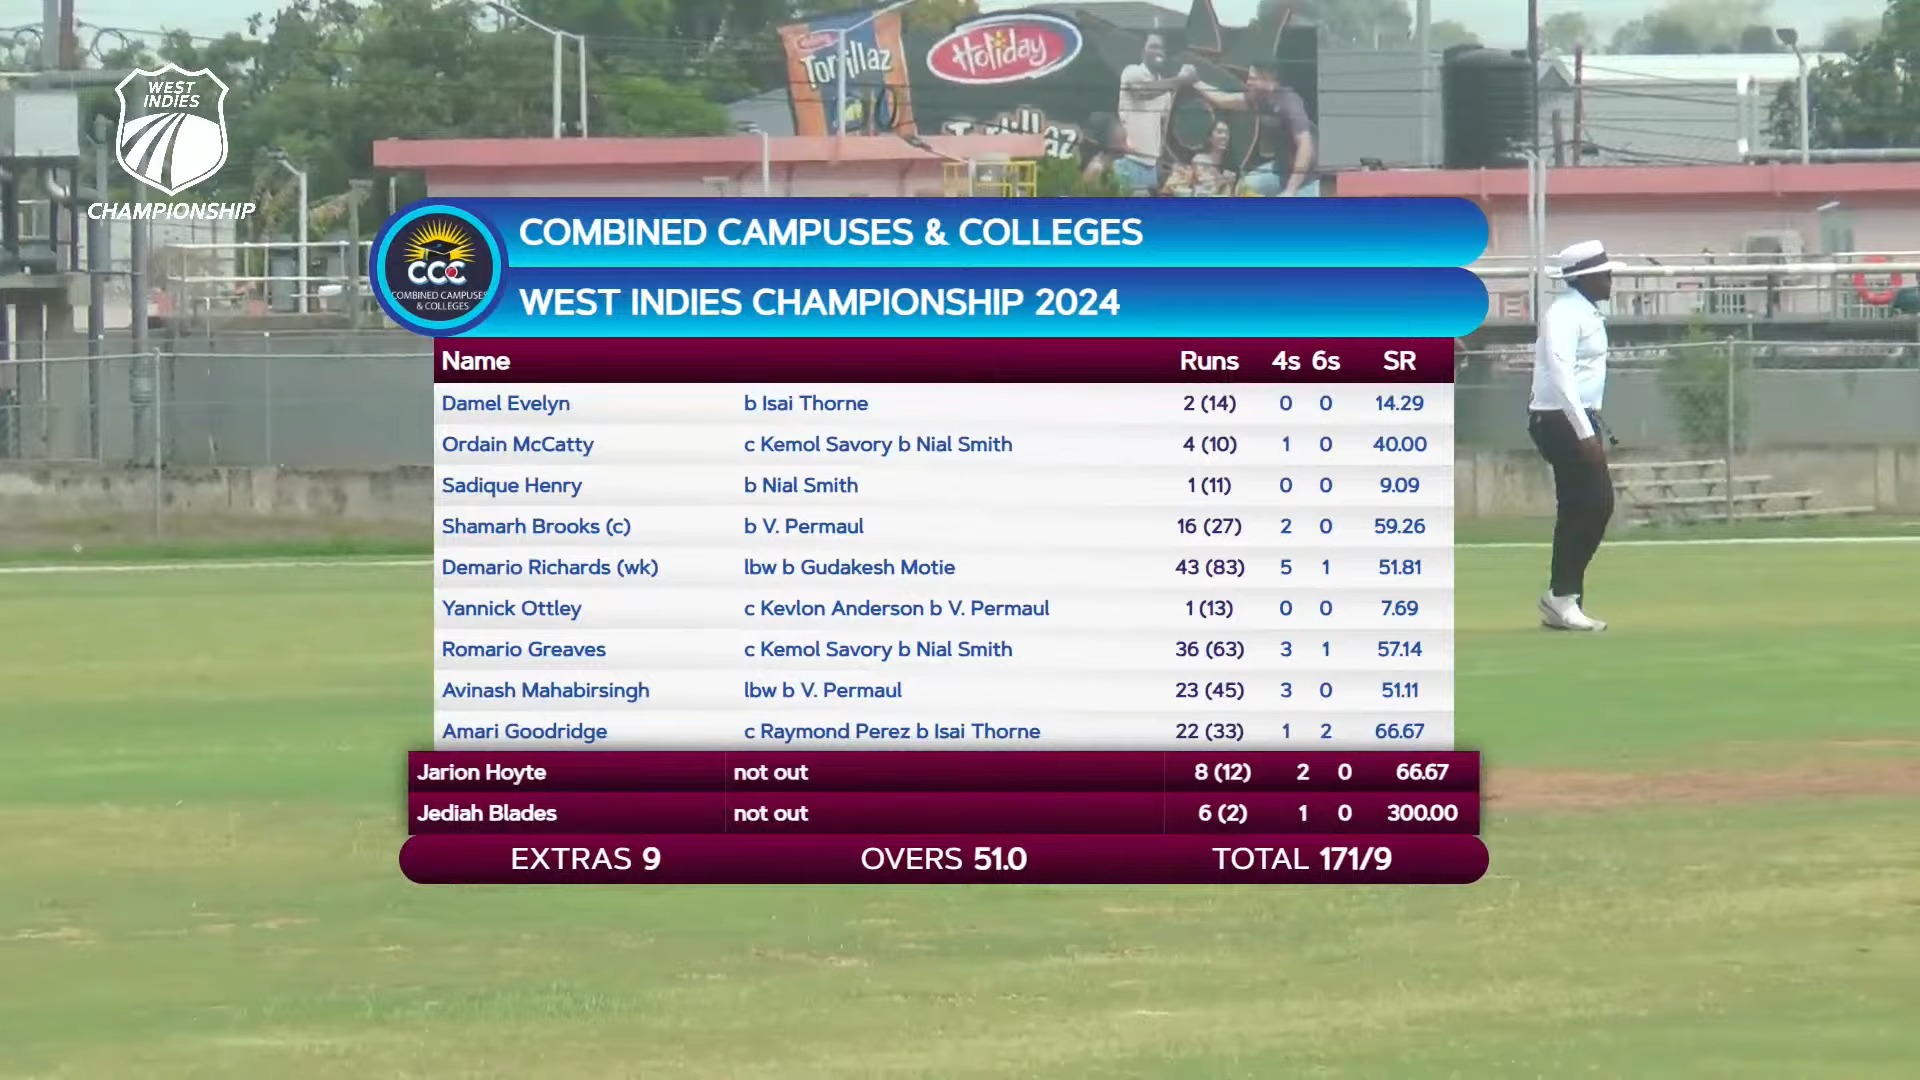 WEST
INDIES
CHAMPIONSHIP
Tortillaz
Holiday
Tortillaz
CCC
COMBINED CAMPUSES
& COLLEGES
COMBINED CAMPUSES & COLLEGES
WEST INDIES CHAMPIONSHIP 2024
Name Runs 4s 6s SR
Damel Evelyn b Isai Thorne 2 (14) 0 0 14.29
Ordain McCatty c Kemol Savory b Nial Smith 4 (10) 1 0 40.00
Sadique Henry b Nial Smith 1 (11) 0 0 9.09
Shamarh Brooks (c) b V. Permaul 16 (27) 2 0 59.26
Demario Richards (wk) lbw b Gudakesh Motie 43 (83) 5 1 51.81
Yannick Ottley c Kevlon Anderson b V. Permaul 1 (13) 0 0 7.69
Romario Greaves c Kemol Savory b Nial Smith 36 (63) 3 1 57.14
Avinash Mahabirsingh lbw b V. Permaul 23 (45) 3 0 51.11
Amari Goodridge c Raymond Perez b Isai Thorne 22 (33) 1 2 66.67
Jarion Hoyte not out 8 (12) 2 0 66.67
Jediah Blades not out 6 (2) 1 0 300.00
EXTRAS 9 OVERS 51.0 TOTAL 171/9